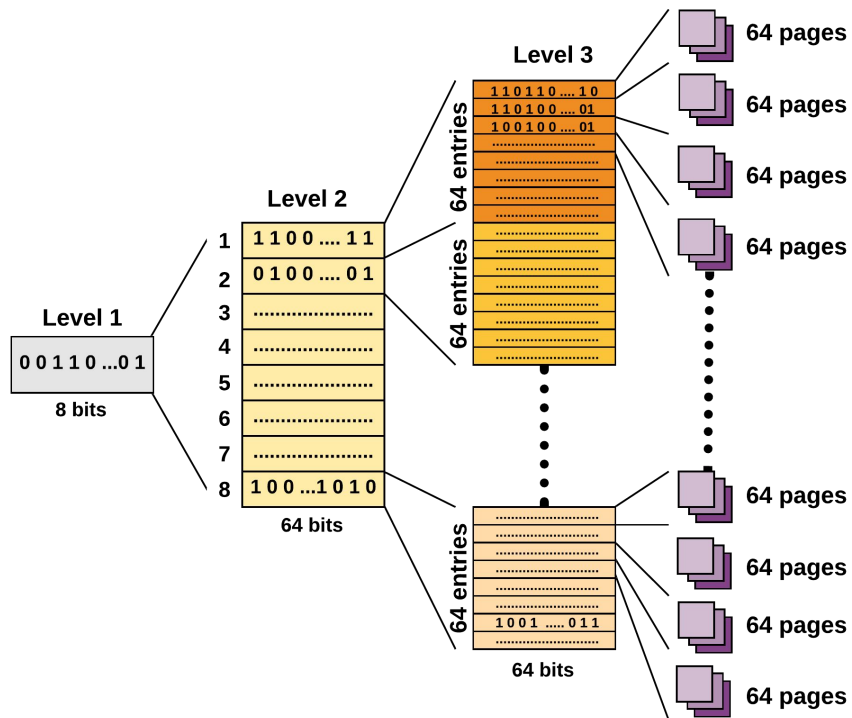 Level 1
0 0 1 1 0 ...0 1
8 bits
Level 2
1
1 1 0 0 .... 1 1
2
0 1 0 0 .... 0 1
3
.......................
4
.......................
5
.......................
6
.......................
7
.......................
8
1 0 0 ...1 0 1 0
64 bits
Level 3
64 entries
1 1 0 1 1 0 .... 1 0
1 1 0 1 0 0 .... 01
1 0 0 1 0 0 .... 01
..........................
..........................
..........................
..........................
..........................
64 entries
..........................
..........................
..........................
..........................
..........................
..........................
..........................
..........................
64 entries
..........................
..........................
..........................
..........................
..........................
..........................
1 0 0 1 ..... 0 1 1
..........................
64 bits
64 pages
64 pages
64 pages
64 pages
64 pages
64 pages
64 pages
64 pages